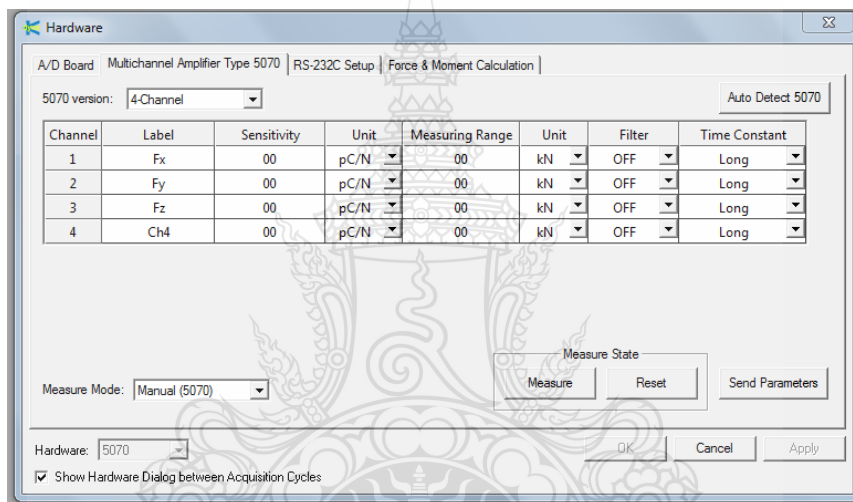 Hardware
A/D Board Multichannel Amplifier Type 5070 RS-232C Setup Force & Moment Calculation
5070 version: 4-Channel Auto Detect 5070
Channel Label Sensitivity Unit Measuring Range Unit Filter Time Constant
1 Fx 00 pC/N 00 kN OFF Long
2 Fy 00 pC/N 00 kN OFF Long
3 Fz 00 pC/N 00 kN OFF Long
4 Ch4 00 pC/N 00 kN OFF Long
Measure State
Measure Mode: Manual (5070) Measure Reset Send Parameters
Hardware: 5070 OK Cancel Apply
Show Hardware Dialog between Acquisition Cycles